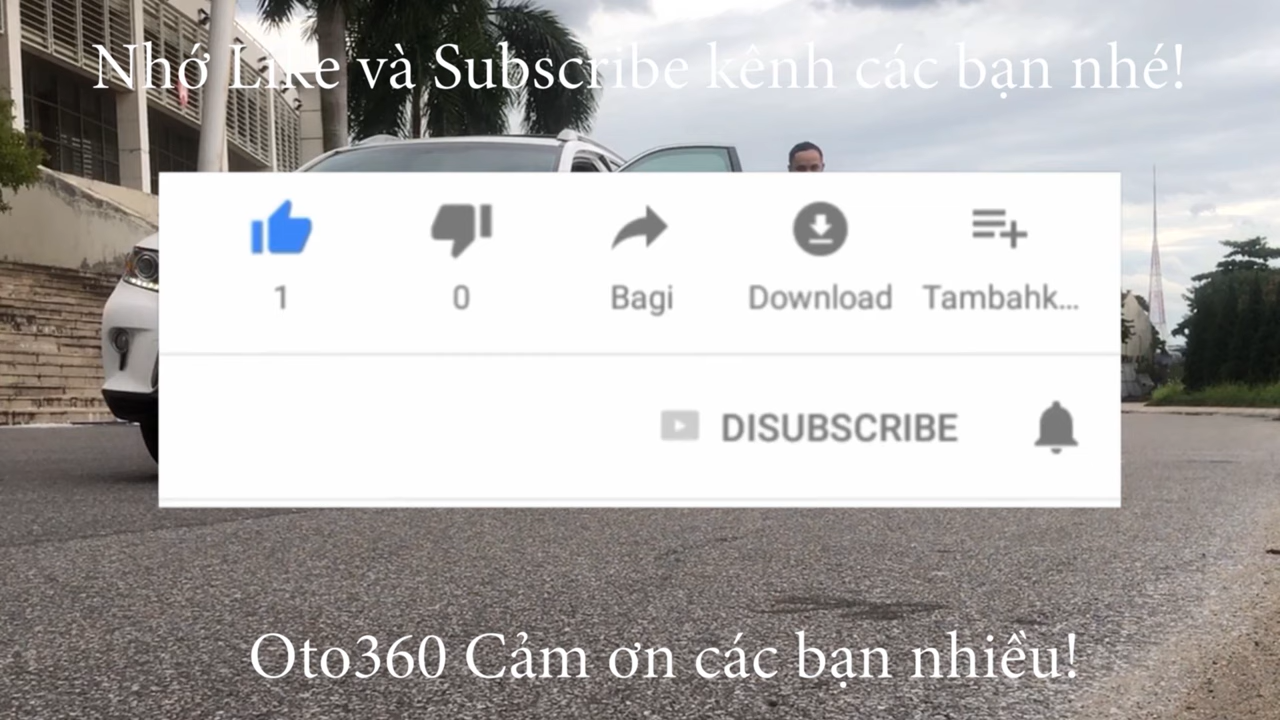 Nhớ Like và Subscribe kênh các bạn nhé!
1
0
Bagi
Download
Tambahk...
DISUBSCRIBE
Oto360 Cảm ơn các bạn nhiều!